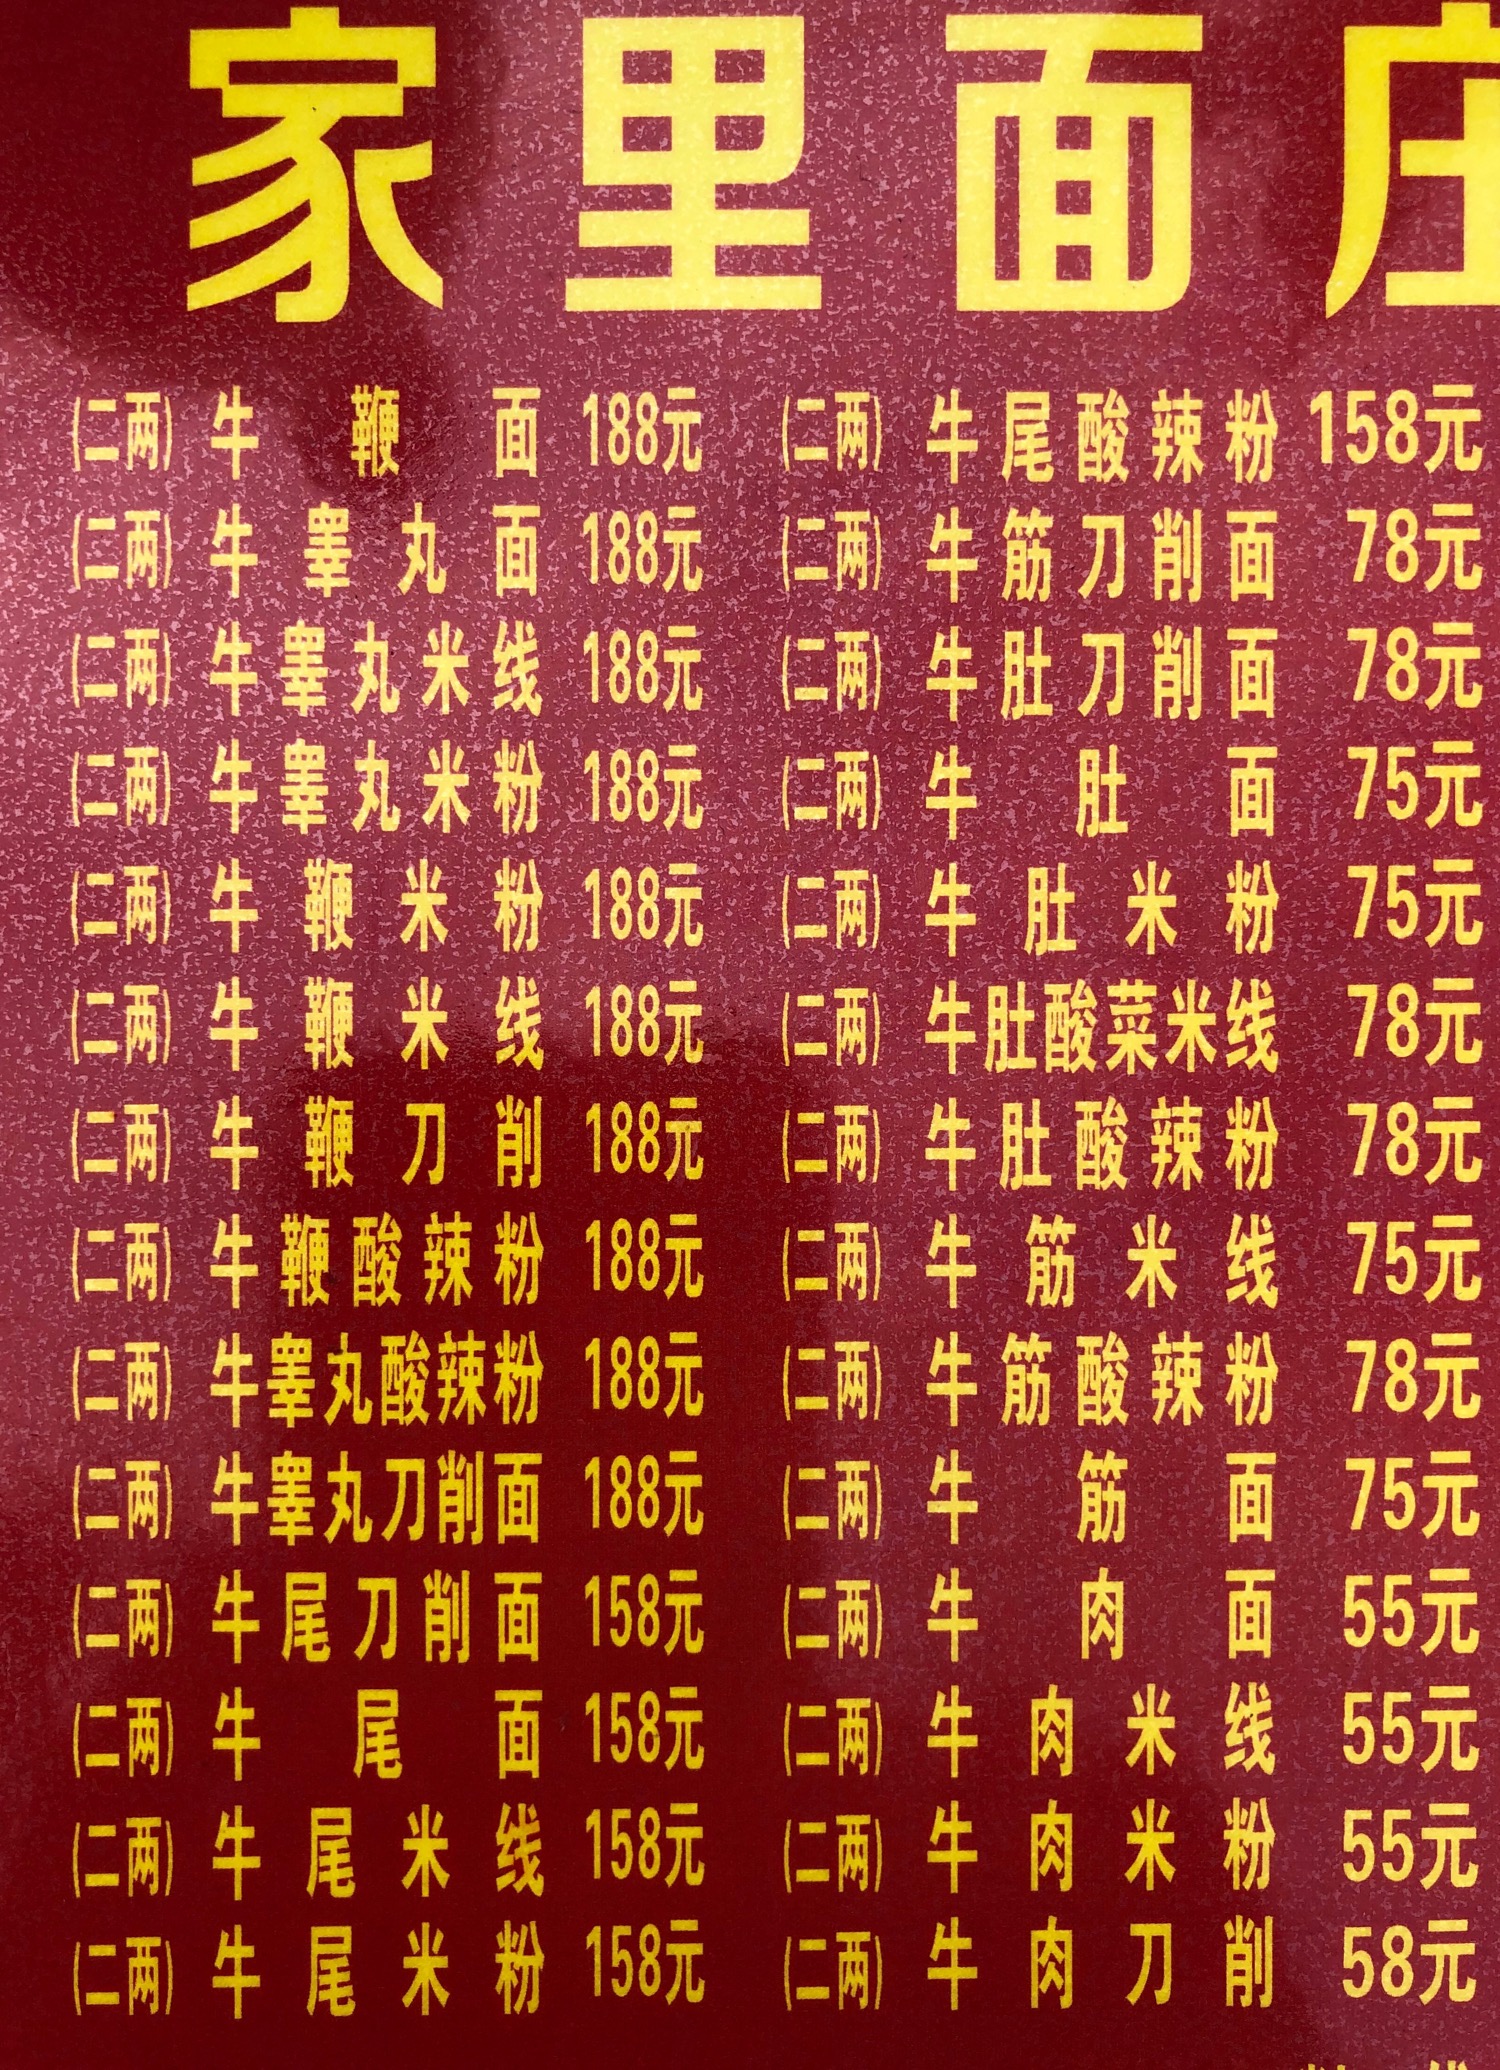 家里面庄
(二两) 牛鞭面 188元
(二两) 牛睾丸面 188元
(二两) 牛睾丸米线 188元
(二两) 牛睾丸米粉 188元
(二两) 牛鞭米粉 188元
(二两) 牛鞭米线 188元
(二两) 牛鞭刀削 188元
(二两) 牛鞭酸辣粉 188元
(二两) 牛睾丸酸辣粉 188元
(二两) 牛睾丸刀削面 188元
(二两) 牛尾刀削面 158元
(二两) 牛尾面 158元
(二两) 牛尾米线 158元
(二两) 牛尾米粉 158元
(二两) 牛尾酸辣粉 158元
(二两) 牛筋刀削面 78元
(二两) 牛肚刀削面 78元
(二两) 牛肚面 75元
(二两) 牛肚米粉 75元
(二两) 牛肚酸菜米线 78元
(二两) 牛肚酸辣粉 78元
(二两) 牛筋米线 75元
(二两) 牛筋酸辣粉 78元
(二两) 牛筋面 75元
(二两) 牛肉面 55元
(二两) 牛肉米线 55元
(二两) 牛肉米粉 55元
(二两) 牛肉刀削 58元